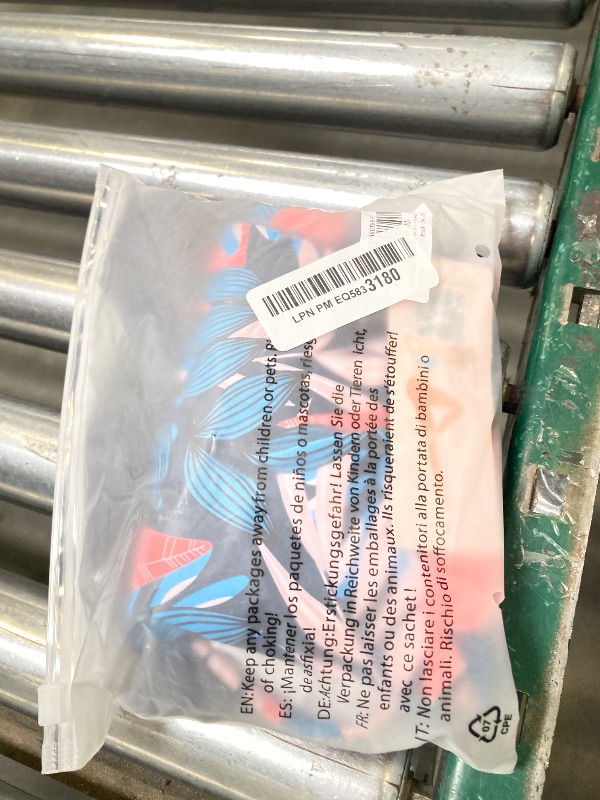 LPN PM EQ5833180
EN:Keep any packages away from children or pets,
of choking!
ES: ¡Mantener los paquetes de niños o mascotas,
de asfixia!
DE:Achtung:Erstickungsgefahr! Lassen Sie die
Verpackung in Reichweite von Kindern oder Tieren icht,
FR: Ne pas laisser les emballages à la portée des
enfants ou des animaux. Ils risqueraient de s'étouffer!
avec ce sachet !
IT: Non lasciare i contenitori alla portata di bambini o
animali. Rischio di soffocamento.
07
CPE